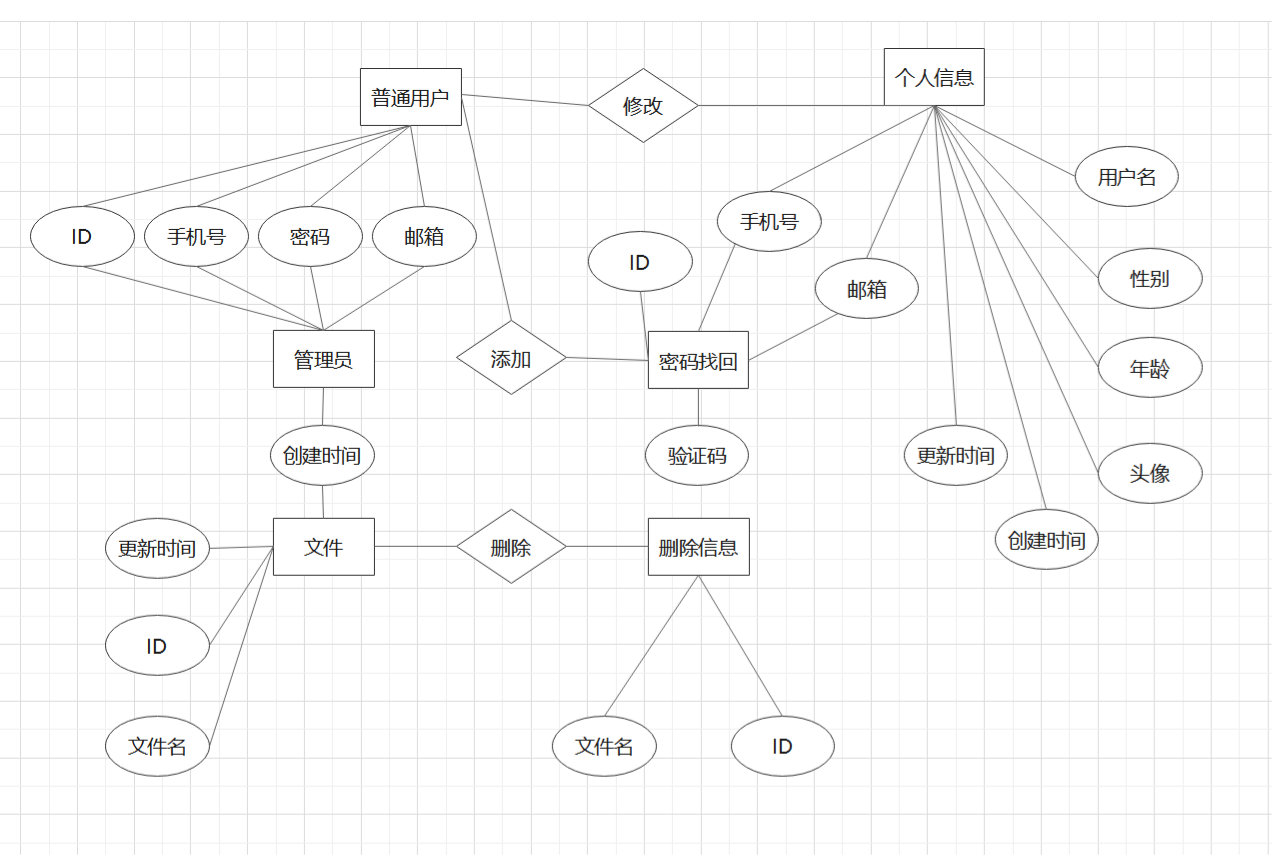 个人信息
普通用户
修改
用户名
手机号
ID
手机号
密码
邮箱
ID
性别
邮箱
管理员
添加
密码找回
年龄
创建时间
验证码
更新时间
头像
更新时间
文件
删除
删除信息
创建时间
ID
文件名
文件名
ID